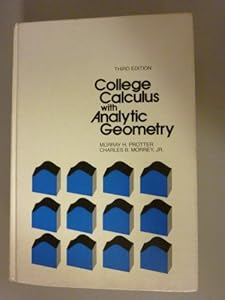 THIRD EDITION
College
Calculus
with
Analytic
Geometry
MURRAY H. PROTTER
CHARLES B. MORREY, JR.